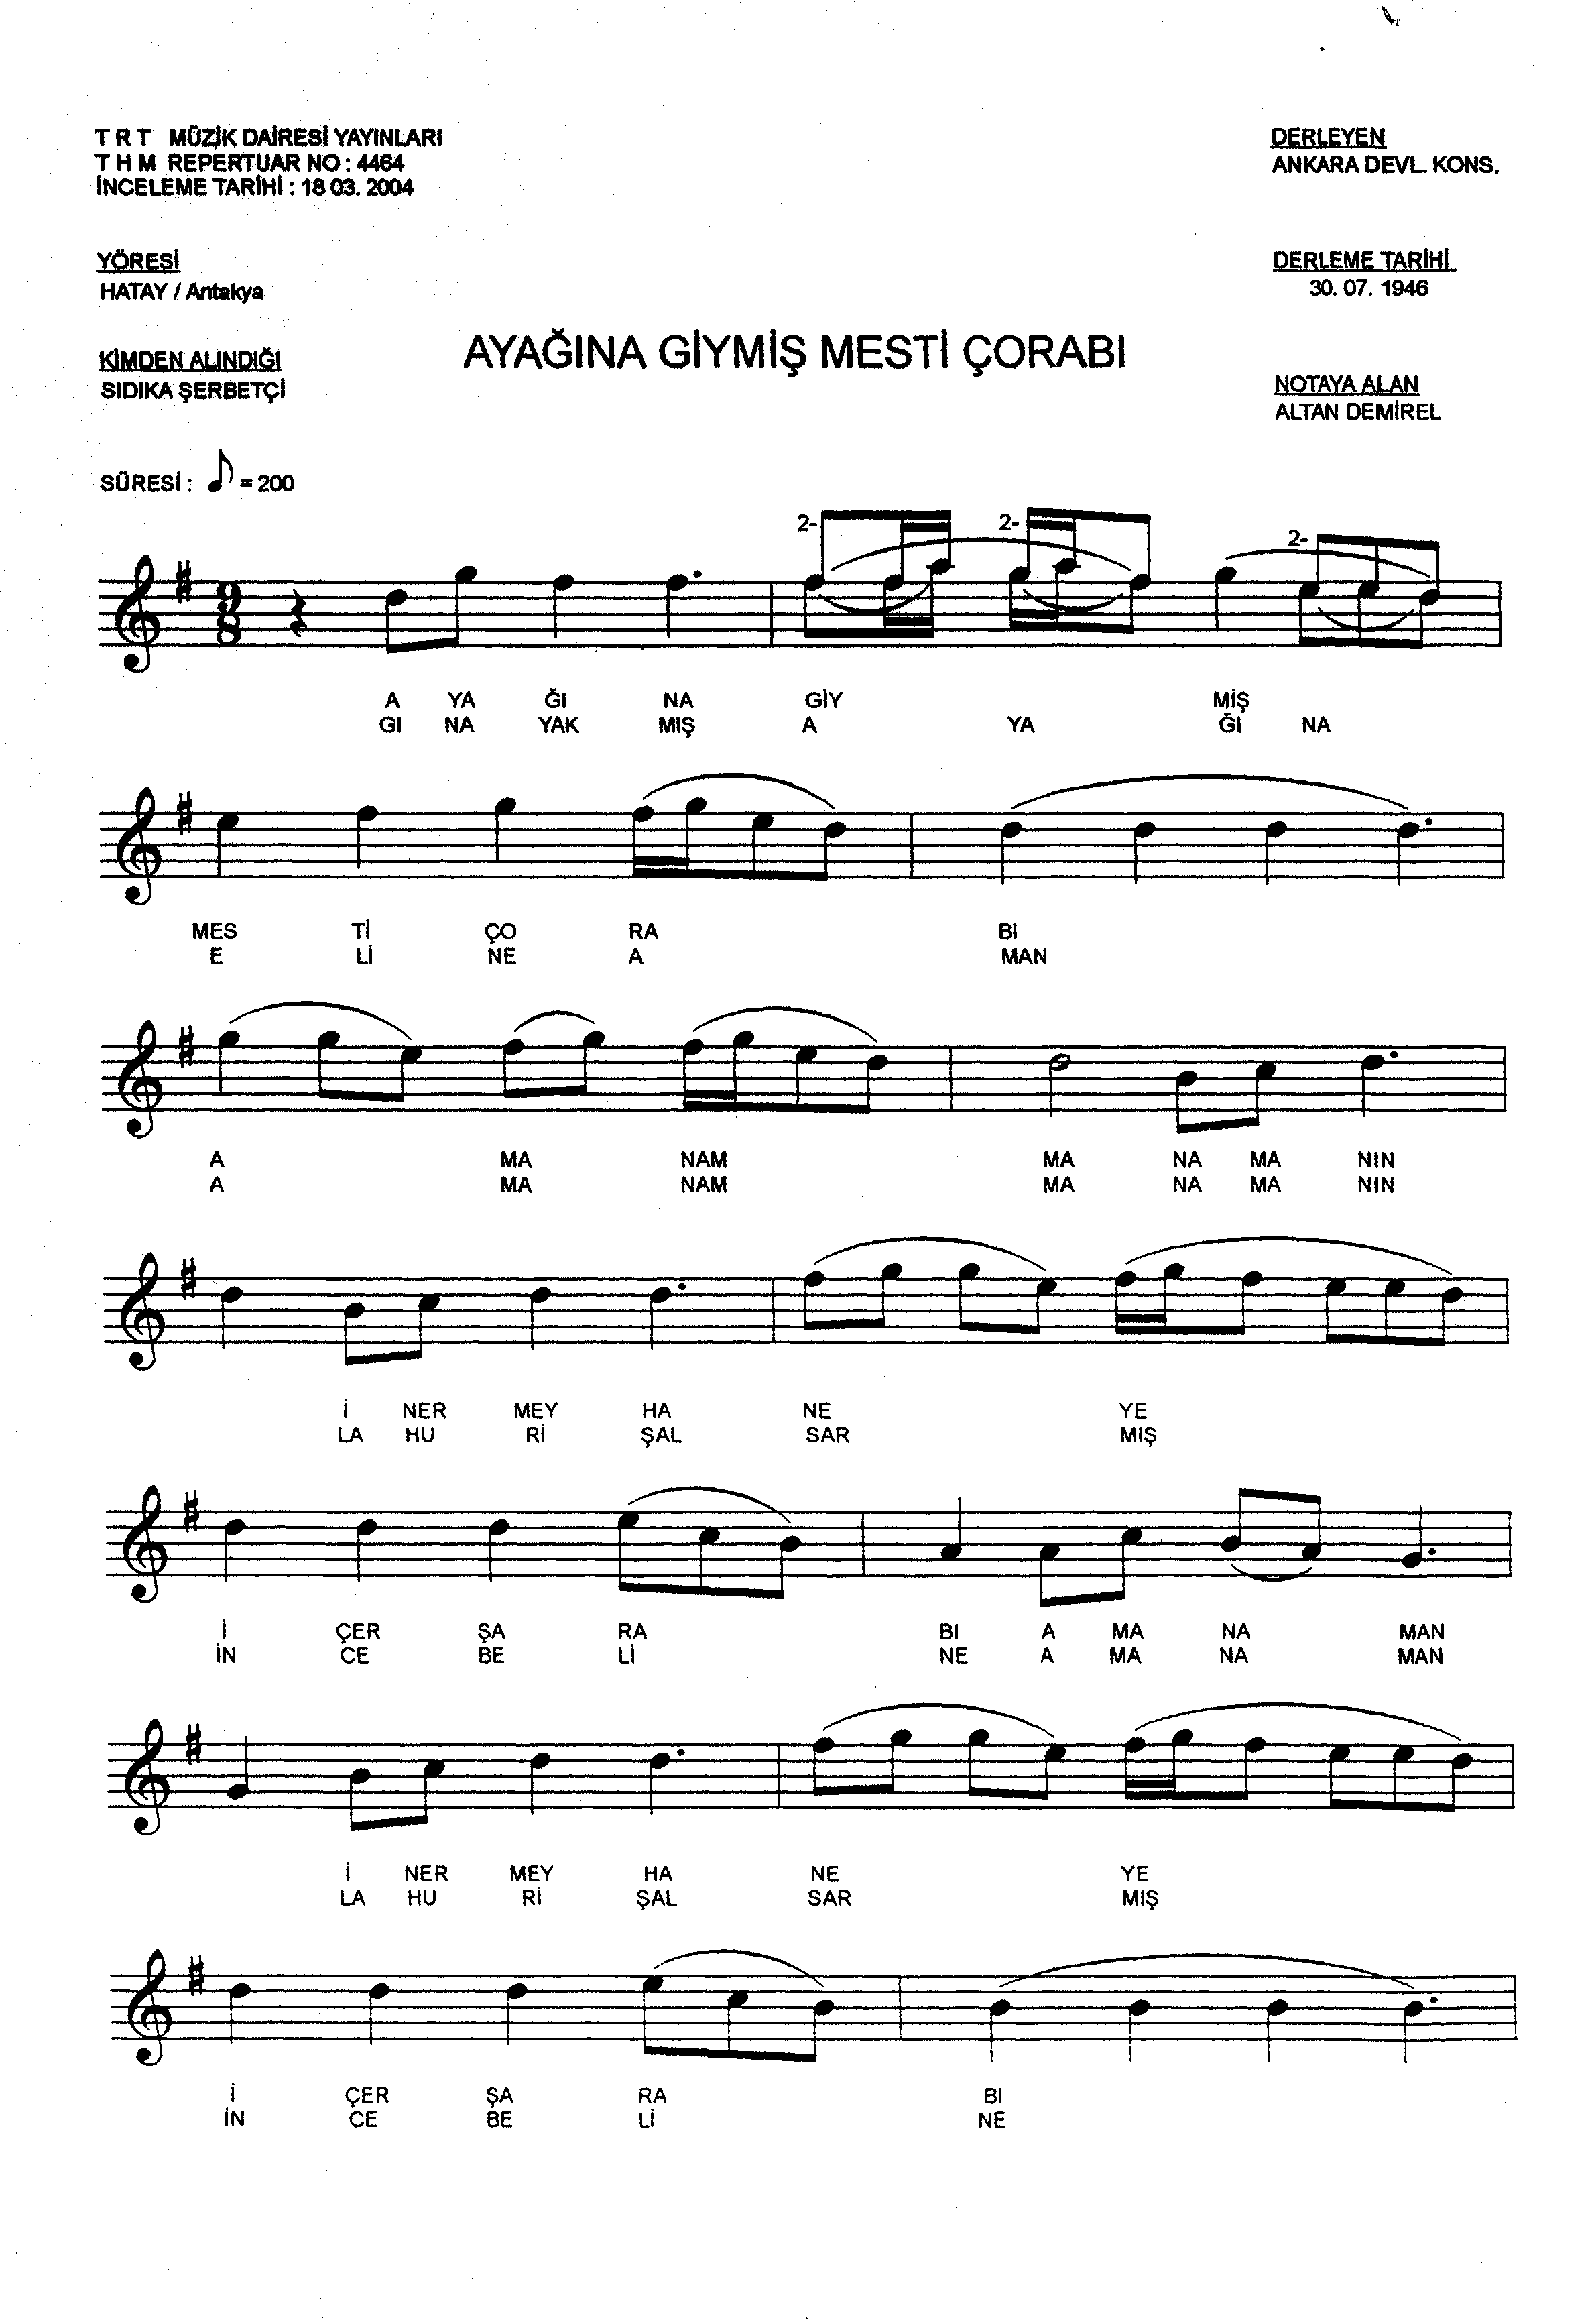 T R T MÜZİK DAİRESİ YAYINLARI
T H M REPERTUAR NO : 4464
İNCELEME TARİHİ : 18 03. 2004
DERLEYEN
ANKARA DEVL. KONS.
YÖRESİ
HATAY / Antakya
DERLEME TARİHİ
30. 07. 1946
AYAĞINA GİYMİŞ MESTİ ÇORABI
KİMDEN ALINDIĞI
SIDIKA ŞERBETÇİ
NOTAYA ALAN
ALTAN DEMİREL
SÜRESİ : ♪ = 200
2- 2- 2-
9/8
A YA ĞI NA GİY MİŞ
GI NA YAK MIŞ A YA ĞI NA
MES Tİ ÇO RA BI
E Lİ NE A MAN
A MA NAM MA NA MA NIN
A MA NAM MA NA MA NIN
İ NER MEY HA NE YE
LA HU Rİ ŞAL SAR MIŞ
İ ÇER ŞA RA BI A MA NA MAN
İN CE BE Lİ NE A MA NA MAN
İ NER MEY HA NE YE
LA HU Rİ ŞAL SAR MIŞ
İ ÇER ŞA RA BI
İN CE BE Lİ NE